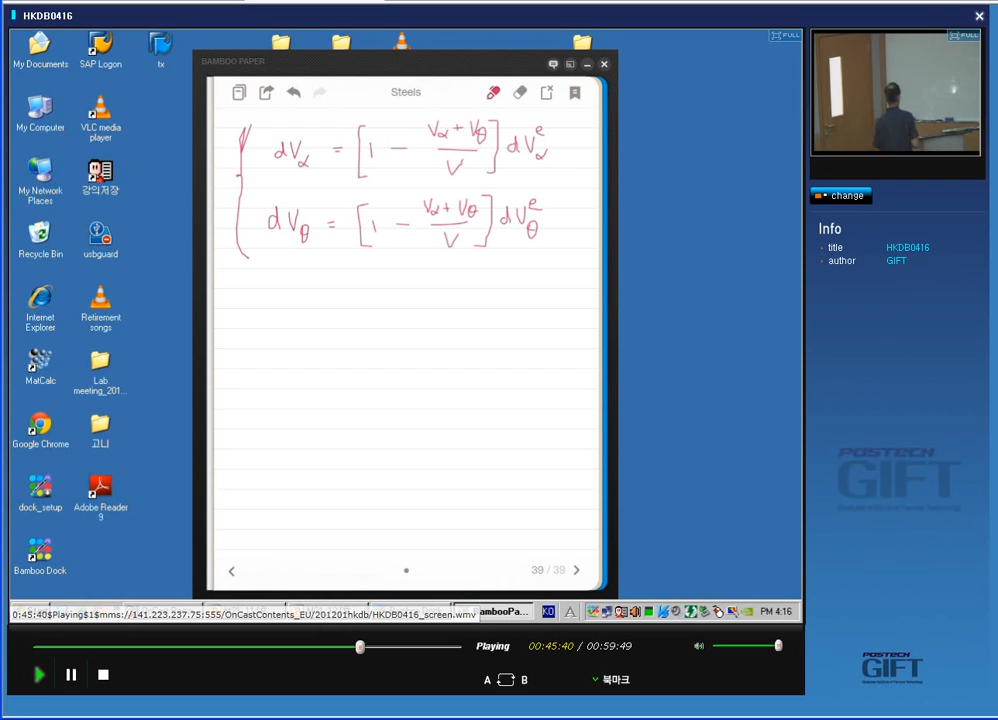 HKDB0416
My Documents
SAP Logon
tx
My Computer
VLC media player
My Network Places
강의저장
Recycle Bin
usbguard
Internet Explorer
Retirement songs
MatCalc
Lab meeting_201...
Google Chrome
고니
dock_setup
Adobe Reader 9
Bamboo Dock
BAMBOO PAPER
Steels
dVα = [1 − (Vα + Vθ)/V] dVα^e
dVθ = [1 − (Vα + Vθ)/V] dVθ^e
39 / 39
0:45:40$Playing$1$mms://141.223.237.75:555/OnCastContents_EU/201201hkdb/HKDB0416_screen.wmv
ambooPa...
KO
A
PM 4:16
Playing
00:45:40 / 00:59:49
A B
북마크
FULL
FULL
change
Info
title HKDB0416
author GIFT
POSTECH
GIFT
POSTECH
GIFT